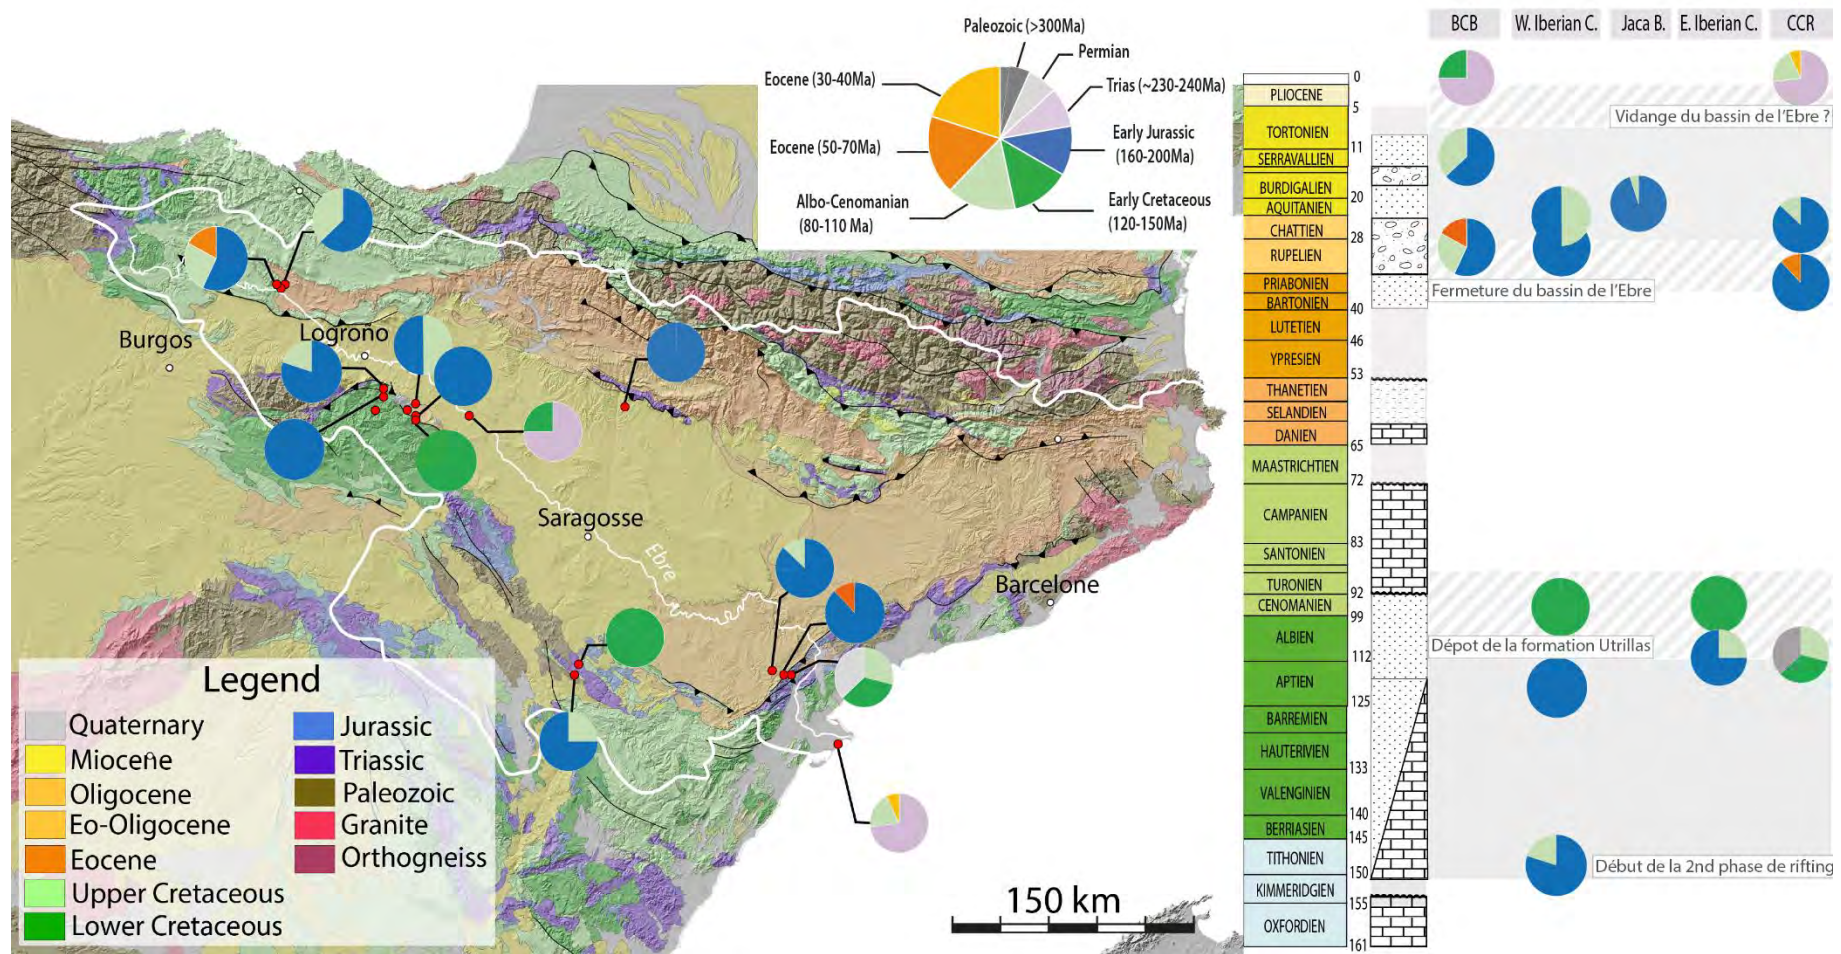 Paleozoic (>300Ma)
Permian
Trias (~230-240Ma)
Early Jurassic
(160-200Ma)
Early Cretaceous
(120-150Ma)
Albo-Cenomanian
(80-110 Ma)
Eocene (50-70Ma)
Eocene (30-40Ma)
Burgos
Logroño
Saragosse
Ebre
Barcelone
Legend
Quaternary
Miocene
Oligocene
Eo-Oligocene
Eocene
Upper Cretaceous
Lower Cretaceous
Jurassic
Triassic
Paleozoic
Granite
Orthogneiss
150 km
BCB
W. Iberian C.
Jaca B.
E. Iberian C.
CCR
0
PLIOCENE
5
TORTONIEN
11
SERRAVALLIEN
BURDIGALIEN
20
AQUITANIEN
CHATTIEN
28
RUPELIEN
PRIABONIEN
BARTONIEN
40
LUTETIEN
46
YPRESIEN
53
THANETIEN
SELANDIEN
DANIEN
65
MAASTRICHTIEN
72
CAMPANIEN
83
SANTONIEN
TURONIEN
92
CENOMANIEN
99
ALBIEN
112
APTIEN
125
BARREMIEN
HAUTERIVIEN
133
VALENGINIEN
140
BERRIASIEN
145
TITHONIEN
150
KIMMERIDGIEN
155
OXFORDIEN
161
Vidange du bassin de l'Ebre ?
Fermeture du bassin de l'Ebre
Dépot de la formation Utrillas
Début de la 2nd phase de rifting